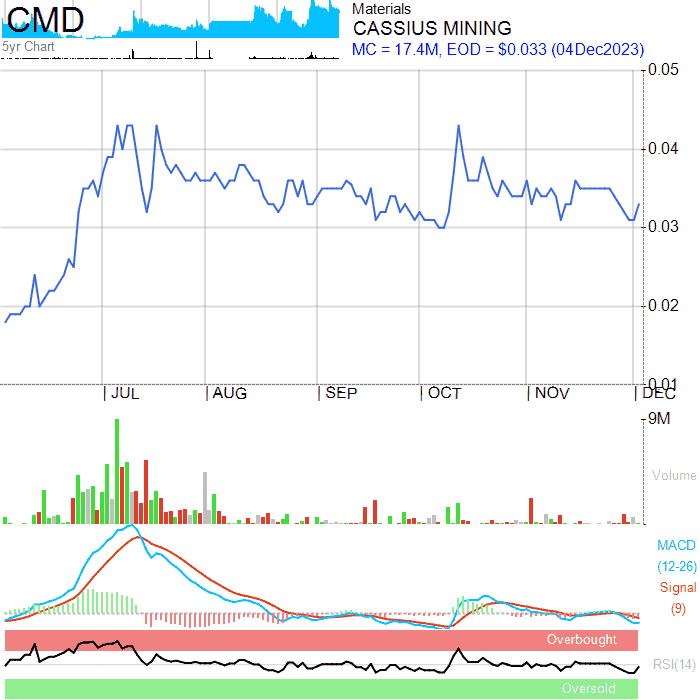 CMD
Materials
CASSIUS MINING
5yr Chart
MC = 17.4M, EOD = $0.033 (04Dec2023)
0.05
0.04
0.03
0.02
0.01
JUL AUG SEP OCT NOV DEC
9M
Volume
MACD
(12-26)
Signal
(9)
Overbought
RSI(14)
Oversold